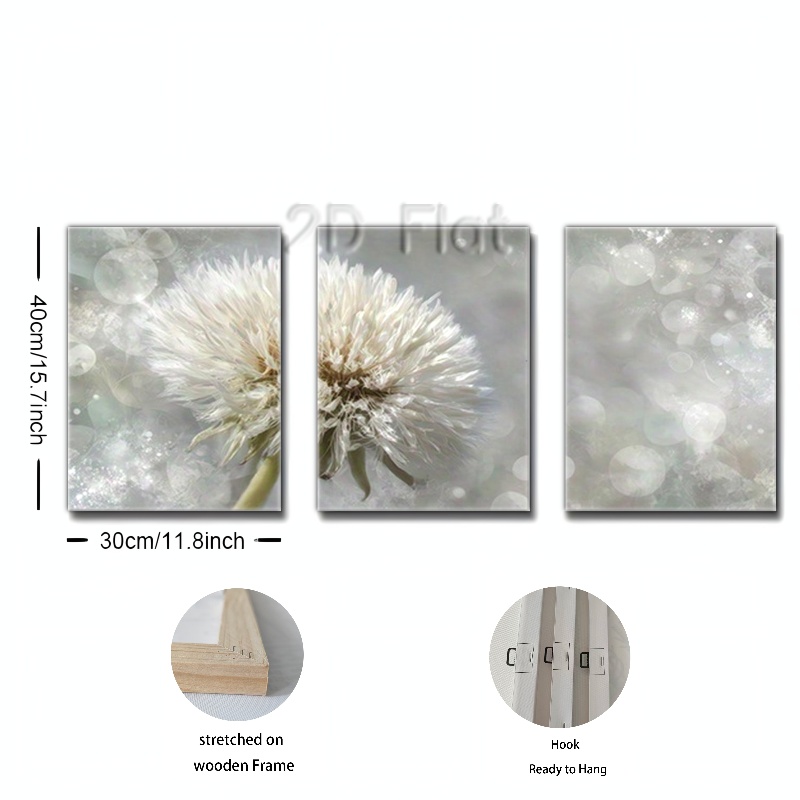 2D Flat
40cm/15.7inch
30cm/11.8inch
stretched on
wooden Frame
Hook
Ready to Hang